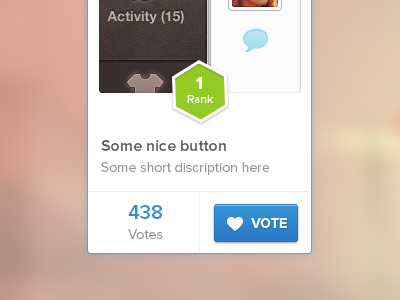 Activity (15)
1
Rank
Some nice button
Some short discription here
438
Votes
VOTE